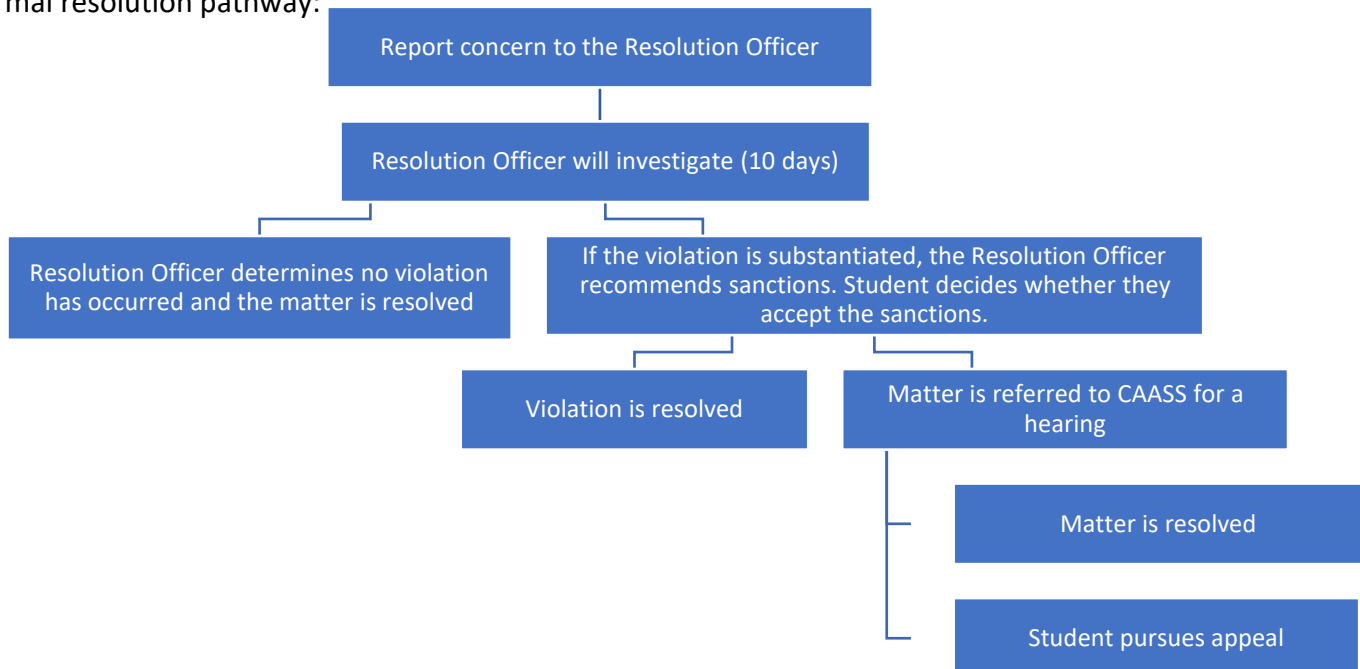 mal resolution pathway:
Report concern to the Resolution Officer
Resolution Officer will investigate (10 days)
Resolution Officer determines no violation
has occurred and the matter is resolved
If the violation is substantiated, the Resolution Officer
recommends sanctions. Student decides whether they
accept the sanctions.
Violation is resolved
Matter is referred to CAASS for a
hearing
Matter is resolved
Student pursues appeal